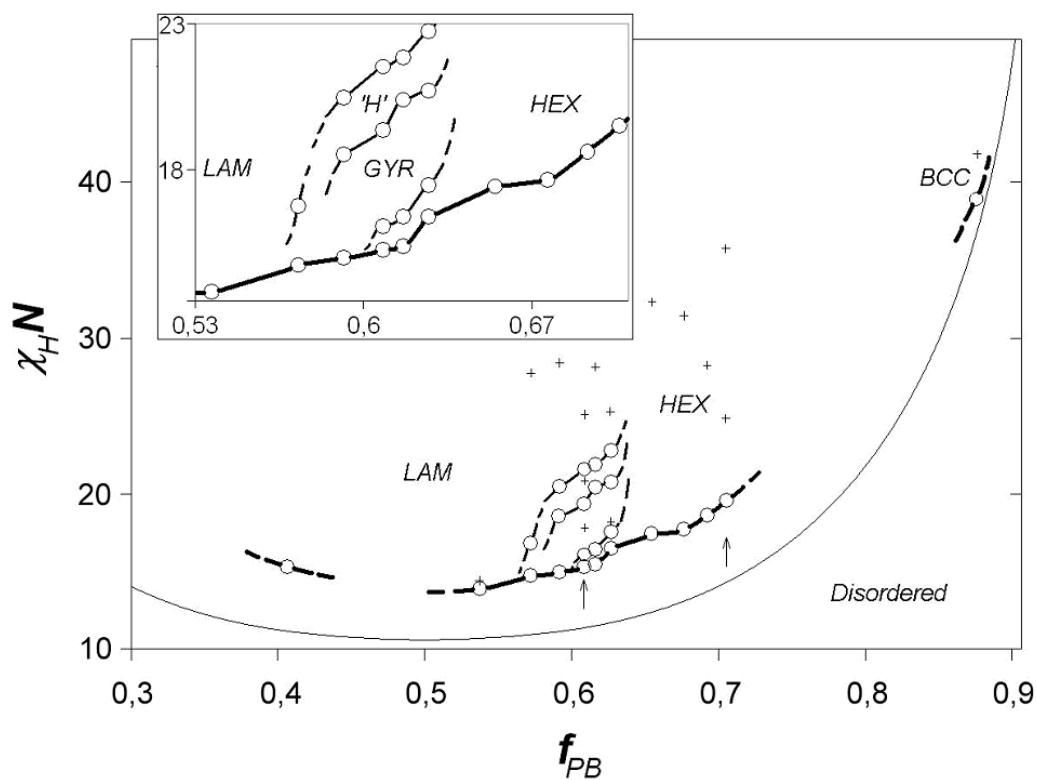 23
'H'
HEX
LAM
18
GYR
0,53
0,6
0,67
BCC
40
χHN
30
HEX
LAM
20
Disordered
10
0,3
0,4
0,5
0,6
0,7
0,8
0,9
fPB